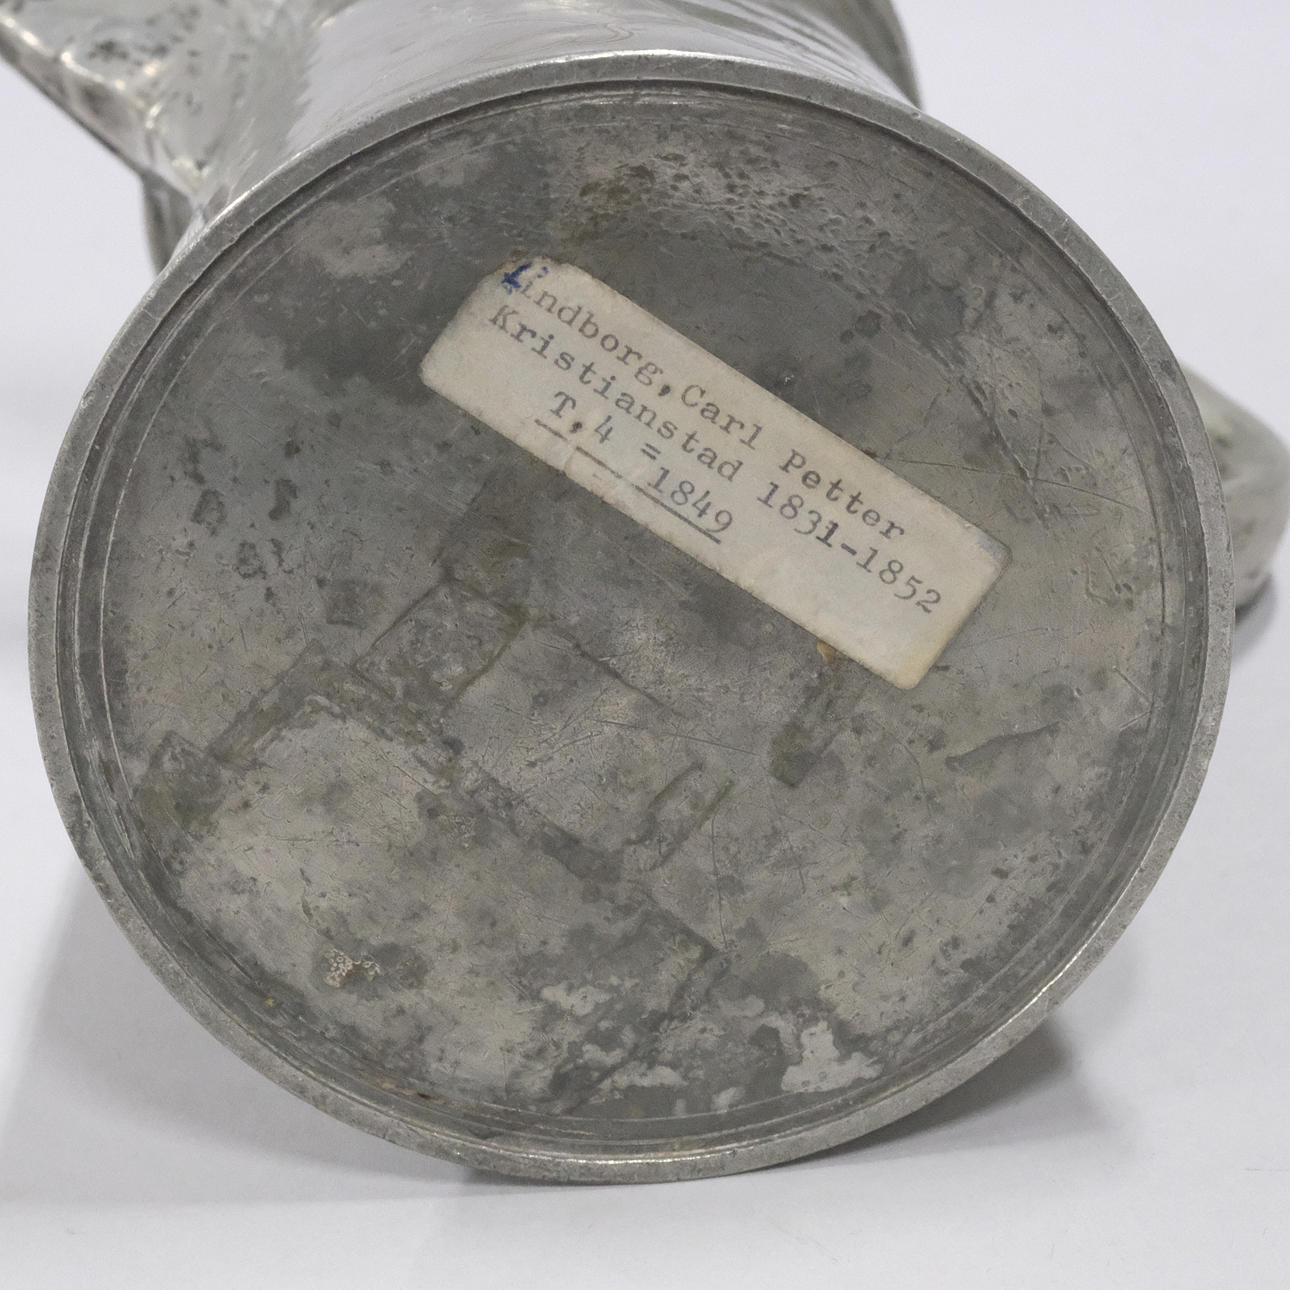 Lindborg,Carl Petter
Kristianstad 1831-1852
T,4 = 1849